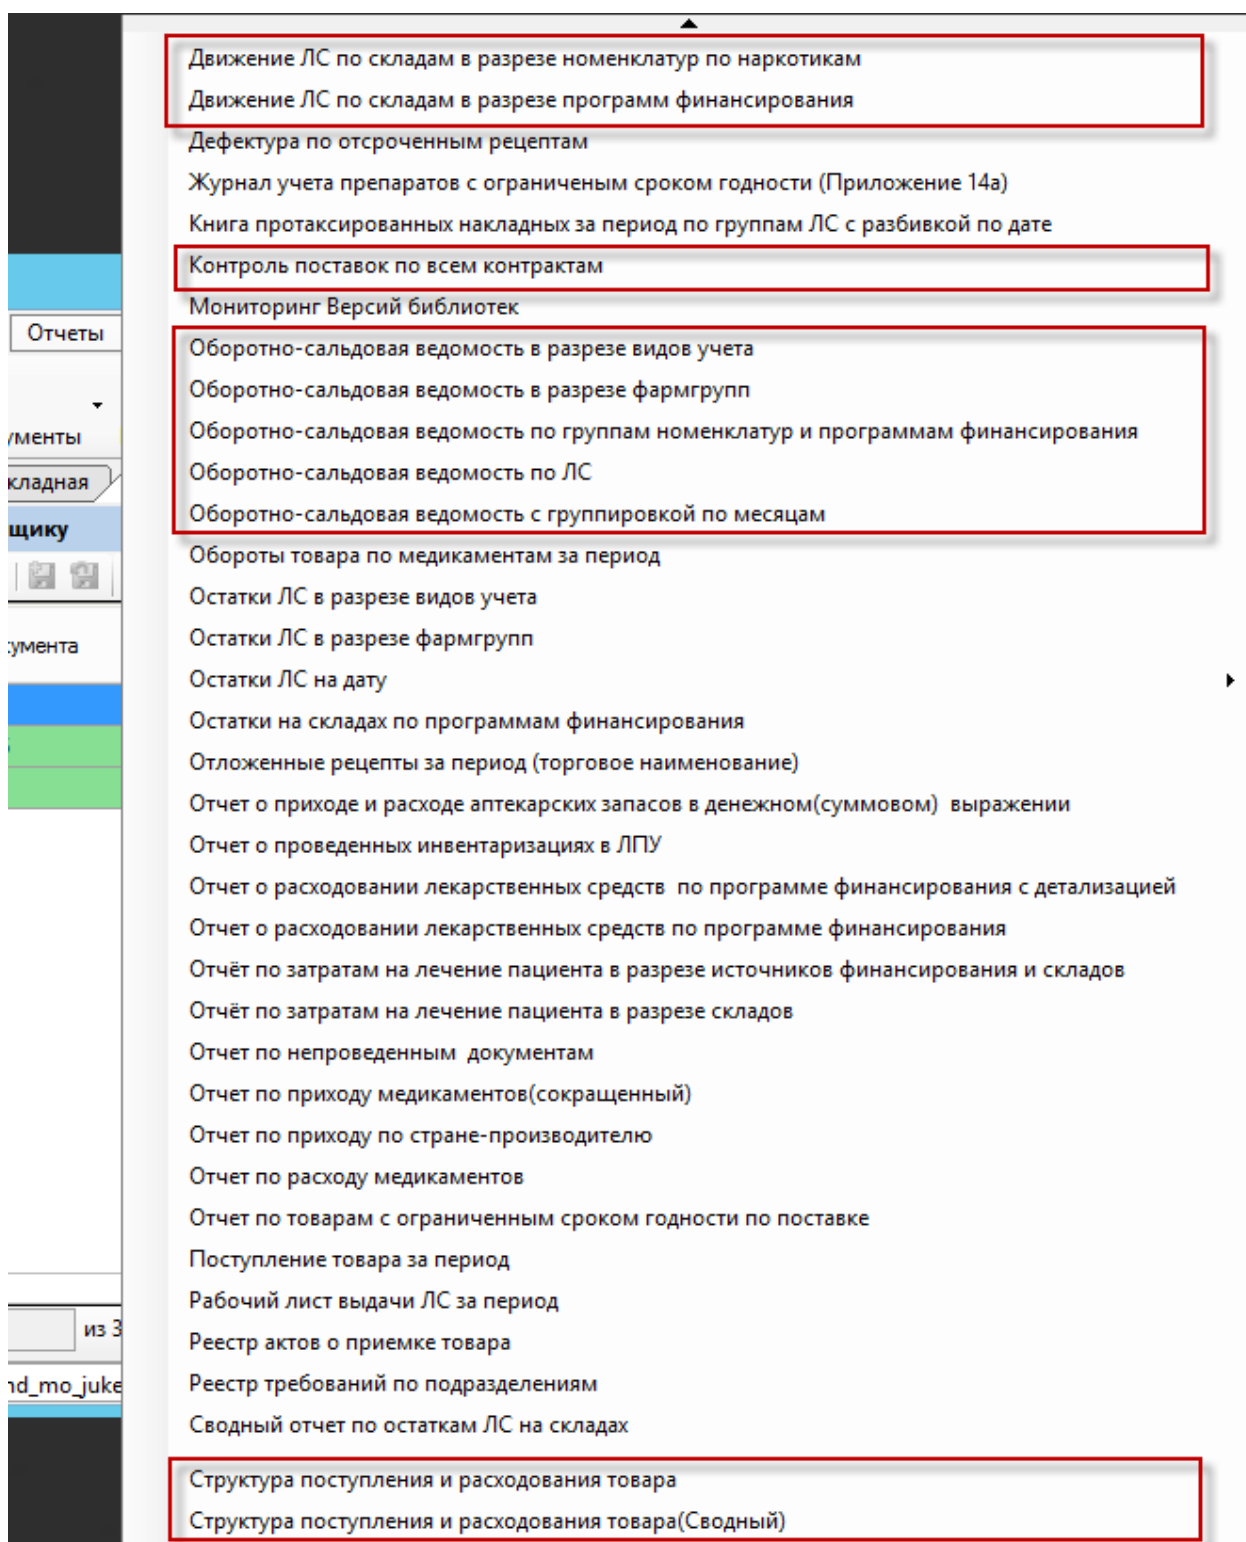 Движение ЛС по складам в разрезе номенклатур по наркотикам
Движение ЛС по складам в разрезе программ финансирования
Дефектура по отсроченным рецептам
Журнал учета препаратов с ограниченым сроком годности (Приложение 14а)
Книга протаксированных накладных за период по группам ЛС с разбивкой по дате
Контроль поставок по всем контрактам
Мониторинг Версий библиотек
Отчеты
Оборотно-сальдовая ведомость в разрезе видов учета
Оборотно-сальдовая ведомость в разрезе фармгрупп
ументы
Оборотно-сальдовая ведомость по группам номенклатур и программам финансирования
кладная
Оборотно-сальдовая ведомость по ЛС
щику
Оборотно-сальдовая ведомость с группировкой по месяцам
Обороты товара по медикаментам за период
Остатки ЛС в разрезе видов учета
умента
Остатки ЛС в разрезе фармгрупп
Остатки ЛС на дату
Остатки на складах по программам финансирования
Отложенные рецепты за период (торговое наименование)
Отчет о приходе и расходе аптекарских запасов в денежном(суммовом)  выражении
Отчет о проведенных инвентаризациях в ЛПУ
Отчет о расходовании лекарственных средств  по программе финансирования с детализацией
Отчет о расходовании лекарственных средств по программе финансирования
Отчёт по затратам на лечение пациента в разрезе источников финансирования и складов
Отчёт по затратам на лечение пациента в разрезе складов
Отчет по непроведенным  документам
Отчет по приходу медикаментов(сокращенный)
Отчет по приходу по стране-производителю
Отчет по расходу медикаментов
Отчет по товарам с ограниченным сроком годности по поставке
Поступление товара за период
Рабочий лист выдачи ЛС за период
из 3
Реестр актов о приемке товара
nd_mo_juke
Реестр требований по подразделениям
Сводный отчет по остаткам ЛС на складах
Структура поступления и расходования товара
Структура поступления и расходования товара(Сводный)